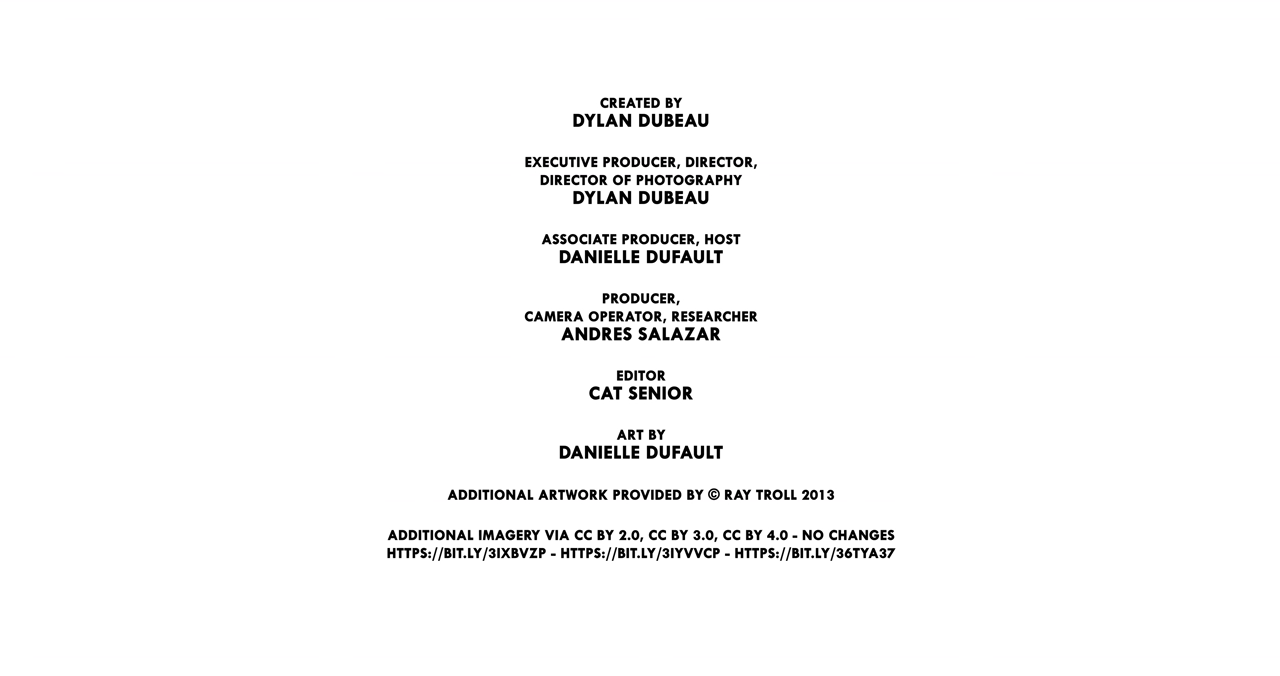 CREATED BY
DYLAN DUBEAU
EXECUTIVE PRODUCER, DIRECTOR,
DIRECTOR OF PHOTOGRAPHY
DYLAN DUBEAU
ASSOCIATE PRODUCER, HOST
DANIELLE DUFAULT
PRODUCER,
CAMERA OPERATOR, RESEARCHER
ANDRES SALAZAR
EDITOR
CAT SENIOR
ART BY
DANIELLE DUFAULT
ADDITIONAL ARTWORK PROVIDED BY © RAY TROLL 2013
ADDITIONAL IMAGERY VIA CC BY 2.0, CC BY 3.0, CC BY 4.0 - NO CHANGES
HTTPS://BIT.LY/3IXBVZP - HTTPS://BIT.LY/3IYVVCP - HTTPS://BIT.LY/36TYA37